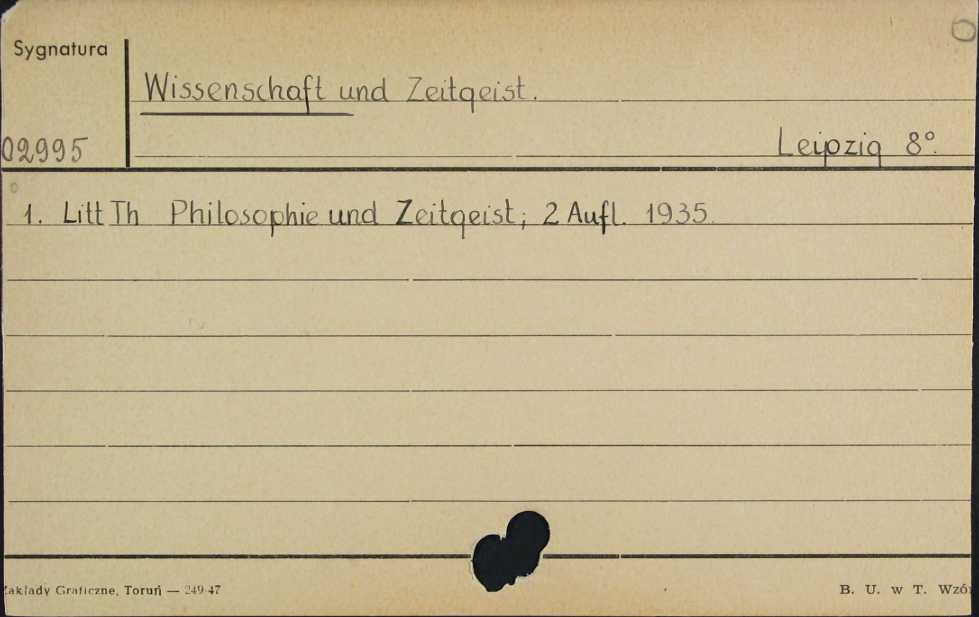 Sygnatura
Wissenschaft und Zeitgeist.
02995
Leipzig 8°.
1. Litt Th Philosophie und Zeitgeist; 2 Aufl. 1935.
Zakłady Graficzne, Toruń — 249-47
B. U. w T. Wzór